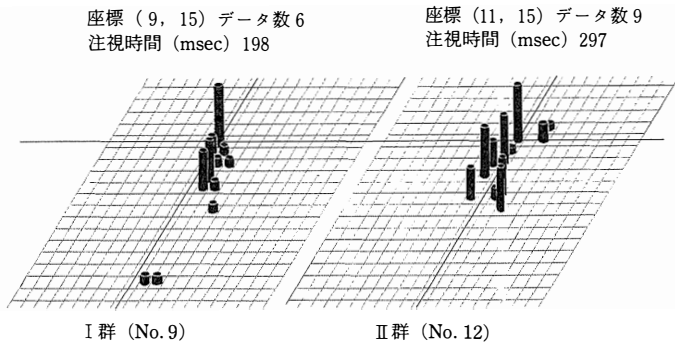 座標（9，15）データ数6
注視時間（msec）198
座標（11，15）データ数9
注視時間（msec）297
Ⅰ群（No.9）
Ⅱ群（No.12）